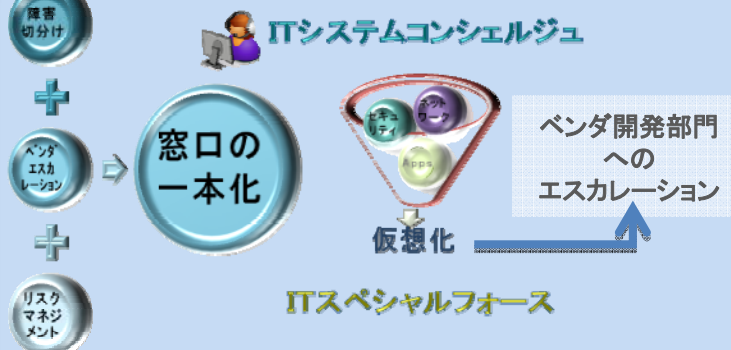 障害
切分け
ITシステムコンシェルジュ
ベンダ
エスカ
レーション
窓口の
一本化
セキュ
リティ
ネット
ワーク
Apps
仮想化
ベンダ開発部門
への
エスカレーション
リスク
マネジ
メント
ITスペシャルフォース